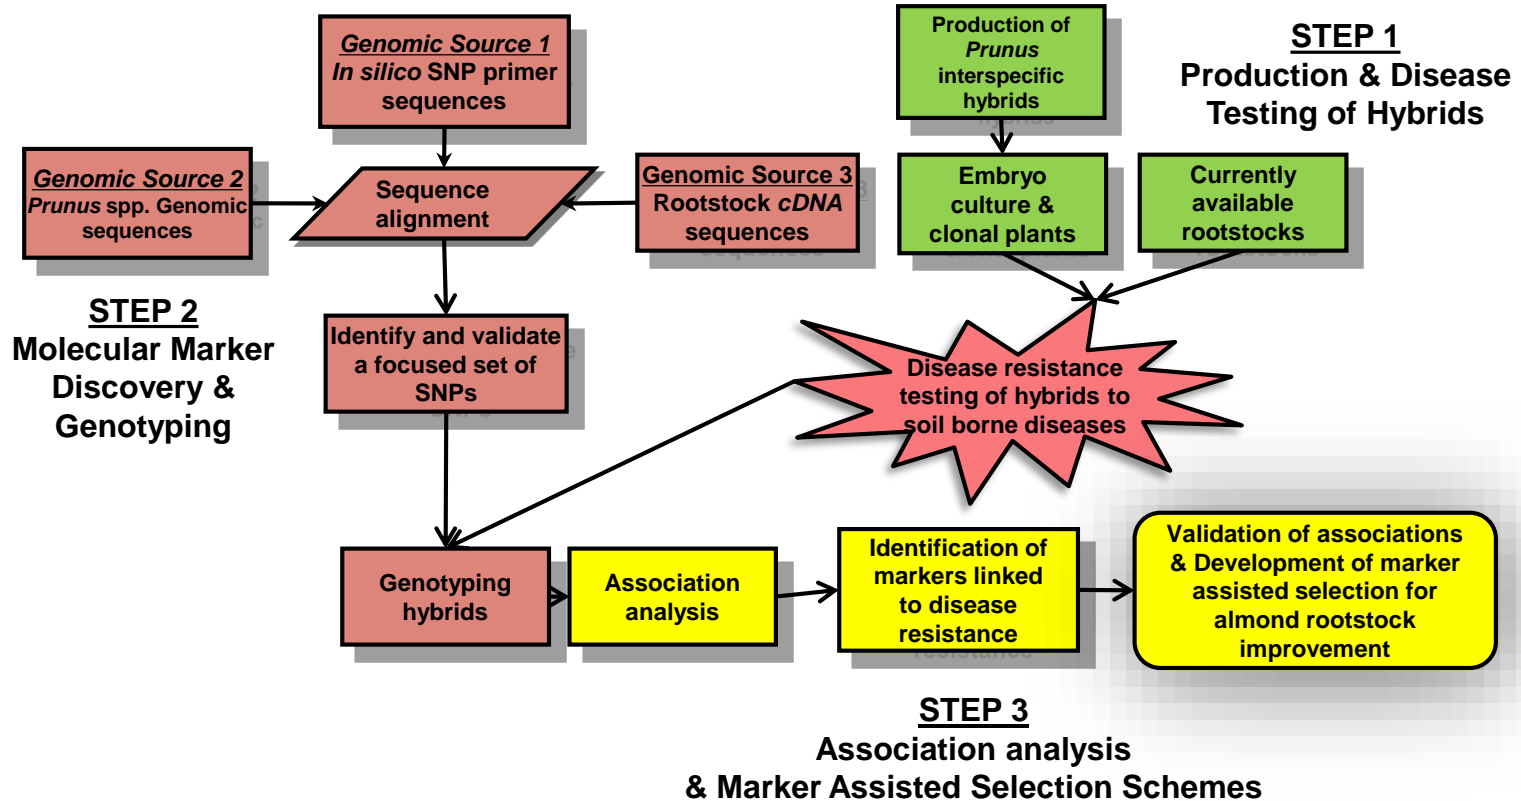 Genomic Source 1
In silico SNP primer
sequences
Production of
Prunus
interspecific
hybrids
STEP 1
Production & Disease
Testing of Hybrids
Genomic Source 2
Prunus spp. Genomic
sequences
Sequence
alignment
Genomic Source 3
Rootstock cDNA
sequences
Embryo
culture &
clonal plants
Currently
available
rootstocks
STEP 2
Molecular Marker
Discovery &
Genotyping
Identify and validate
a focused set of
SNPs
Disease resistance
testing of hybrids to
soil borne diseases
Genotyping
hybrids
Association
analysis
Identification of
markers linked
to disease
resistance
Validation of associations
& Development of marker
assisted selection for
almond rootstock
improvement
STEP 3
Association analysis
& Marker Assisted Selection Schemes